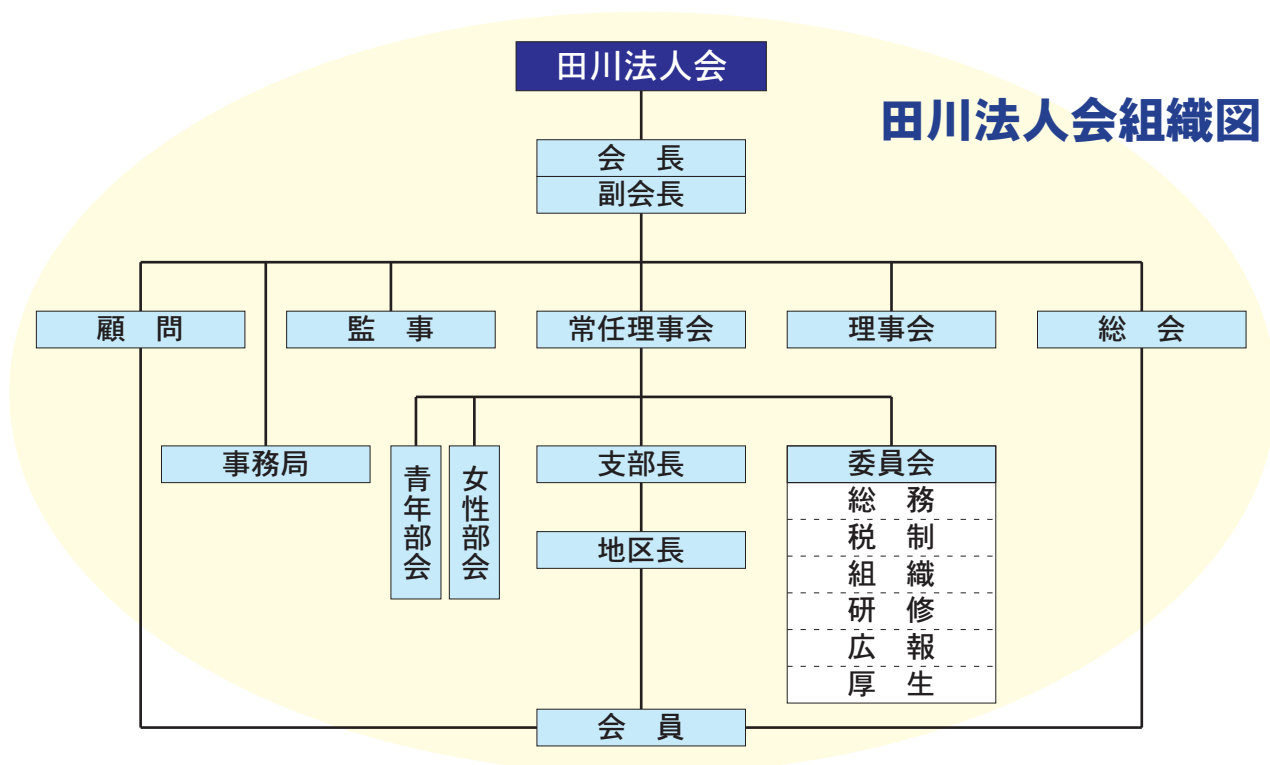 田川法人会
田川法人会組織図
会　長
副会長
顧　問
監　事
常任理事会
理事会
総　会
事務局
青年部会
女性部会
支部長
委員会
総　務
税　制
地区長
組　織
研　修
広　報
厚　生
会　員